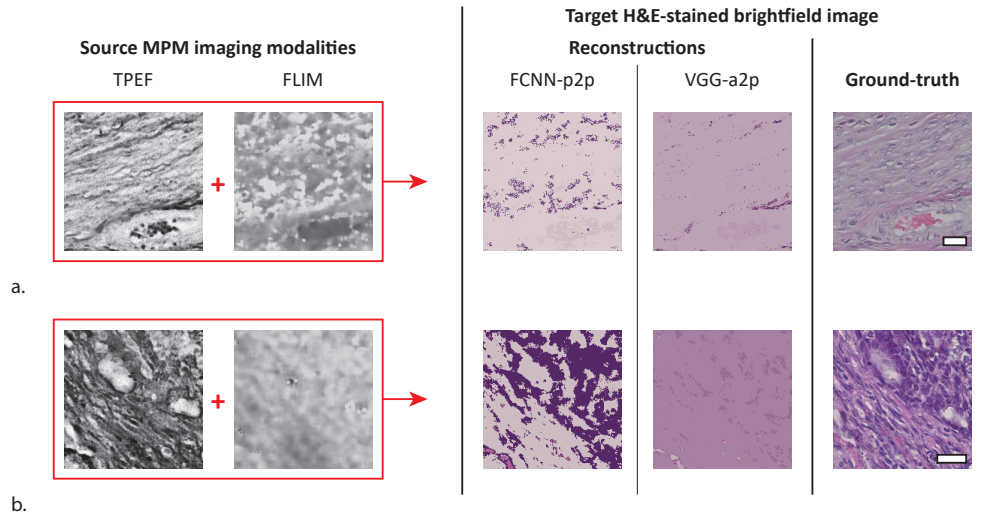 Target H&E-stained brightfield image
Source MPM imaging modalities
Reconstructions
TPEF
FLIM
FCNN-p2p
VGG-a2p
Ground-truth
+
a.
+
b.